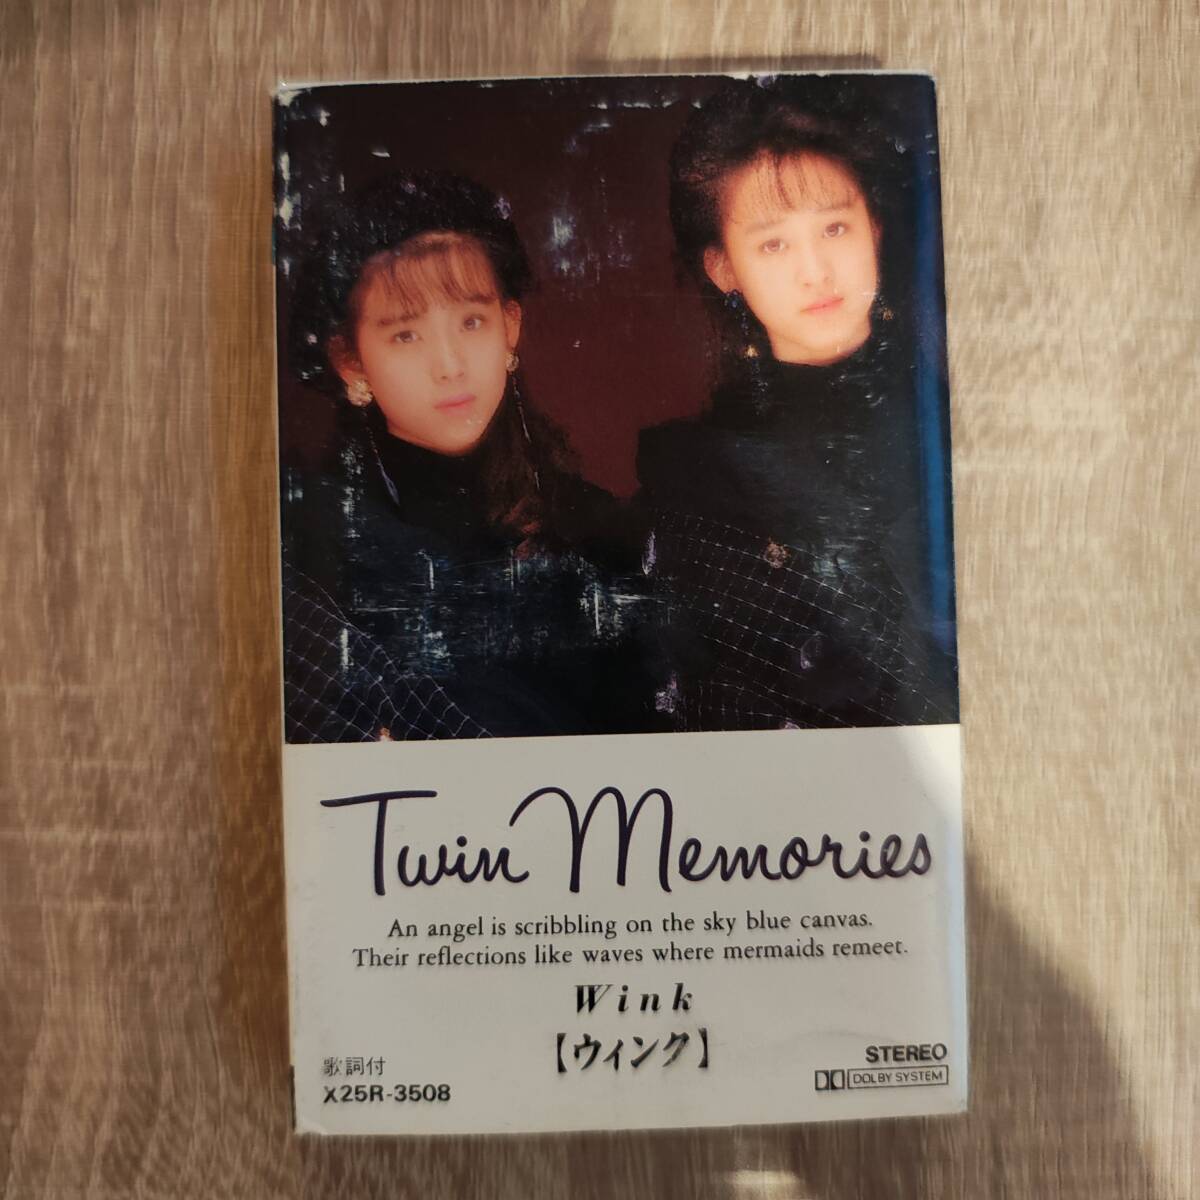 Twin Memories
An angel is scribbling on the sky blue canvas.
Their reflections like waves where mermaids remeet.
Wink
【ウィンク】
歌詞付
X25R-3508
STEREO
DOLBY SYSTEM